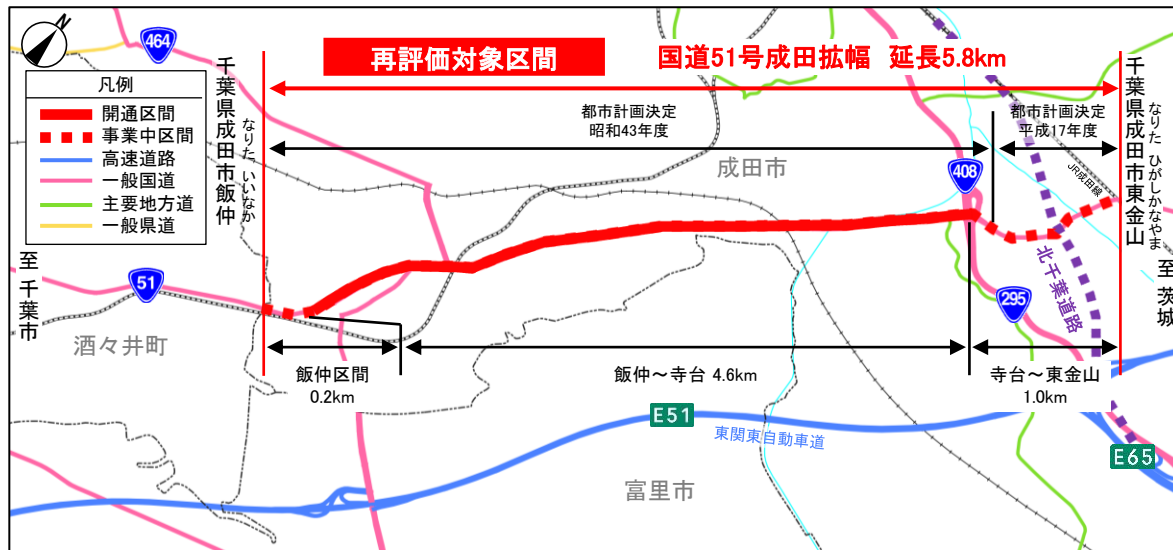 再評価対象区間
国道51号成田拡幅 延長5.8km
464
凡例
開通区間
事業中区間
高速道路
一般国道
主要地方道
一般県道
千葉県成田市飯仲
なりた いいなか
千葉県成田市東金山
なりた ひがしかなやま
都市計画決定
昭和43年度
都市計画決定
平成17年度
成田市
408
JR成田線
至 千葉市
51
至 茨城
北千葉道路
295
酒々井町
飯仲区間
0.2km
飯仲～寺台 4.6km
寺台～東金山
1.0km
E51
東関東自動車道
E65
富里市